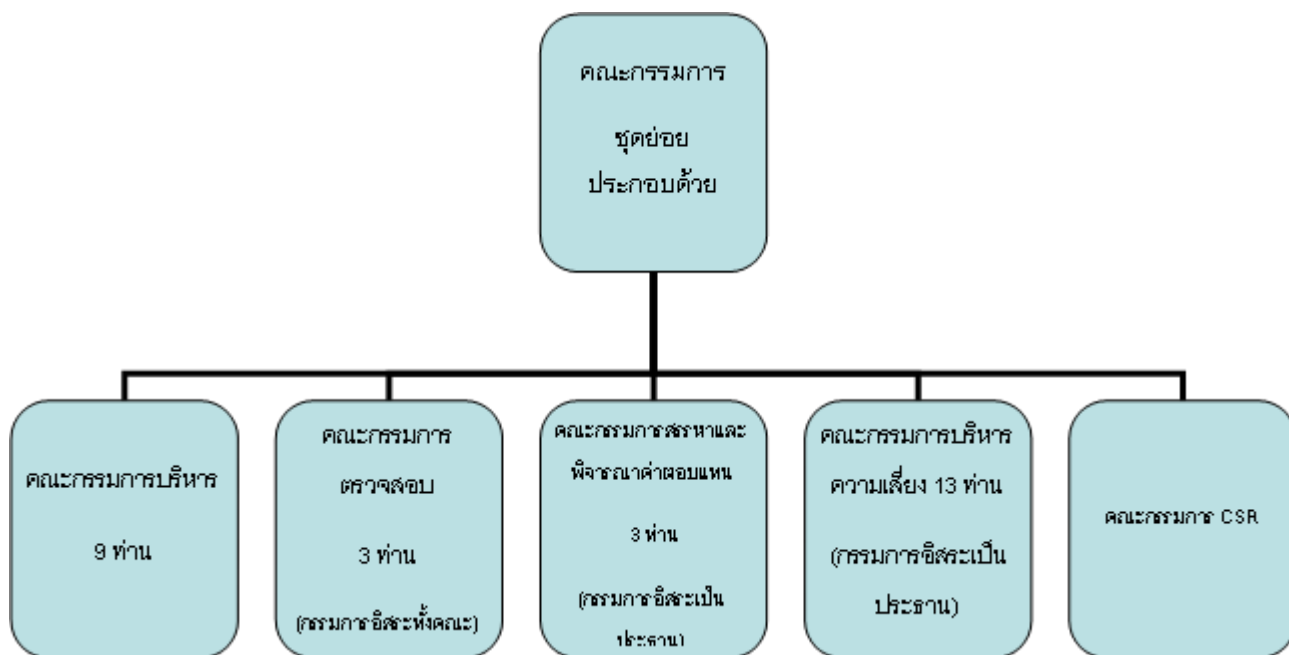 คณะกรรมการ
ชุดย่อย
ประกอบด้วย
คณะกรรมการบริหาร
9 ท่าน
คณะกรรมการ
ตรวจสอบ
3 ท่าน
(กรรมการอิสระทั้งคณะ)
คณะกรรมการสรรหาและ
พิจารณาค่าตอบแทน
3 ท่าน
(กรรมการอิสระเป็น
ประธาน)
คณะกรรมการบริหาร
ความเสี่ยง 13 ท่าน
(กรรมการอิสระเป็น
ประธาน)
คณะกรรมการ CSR